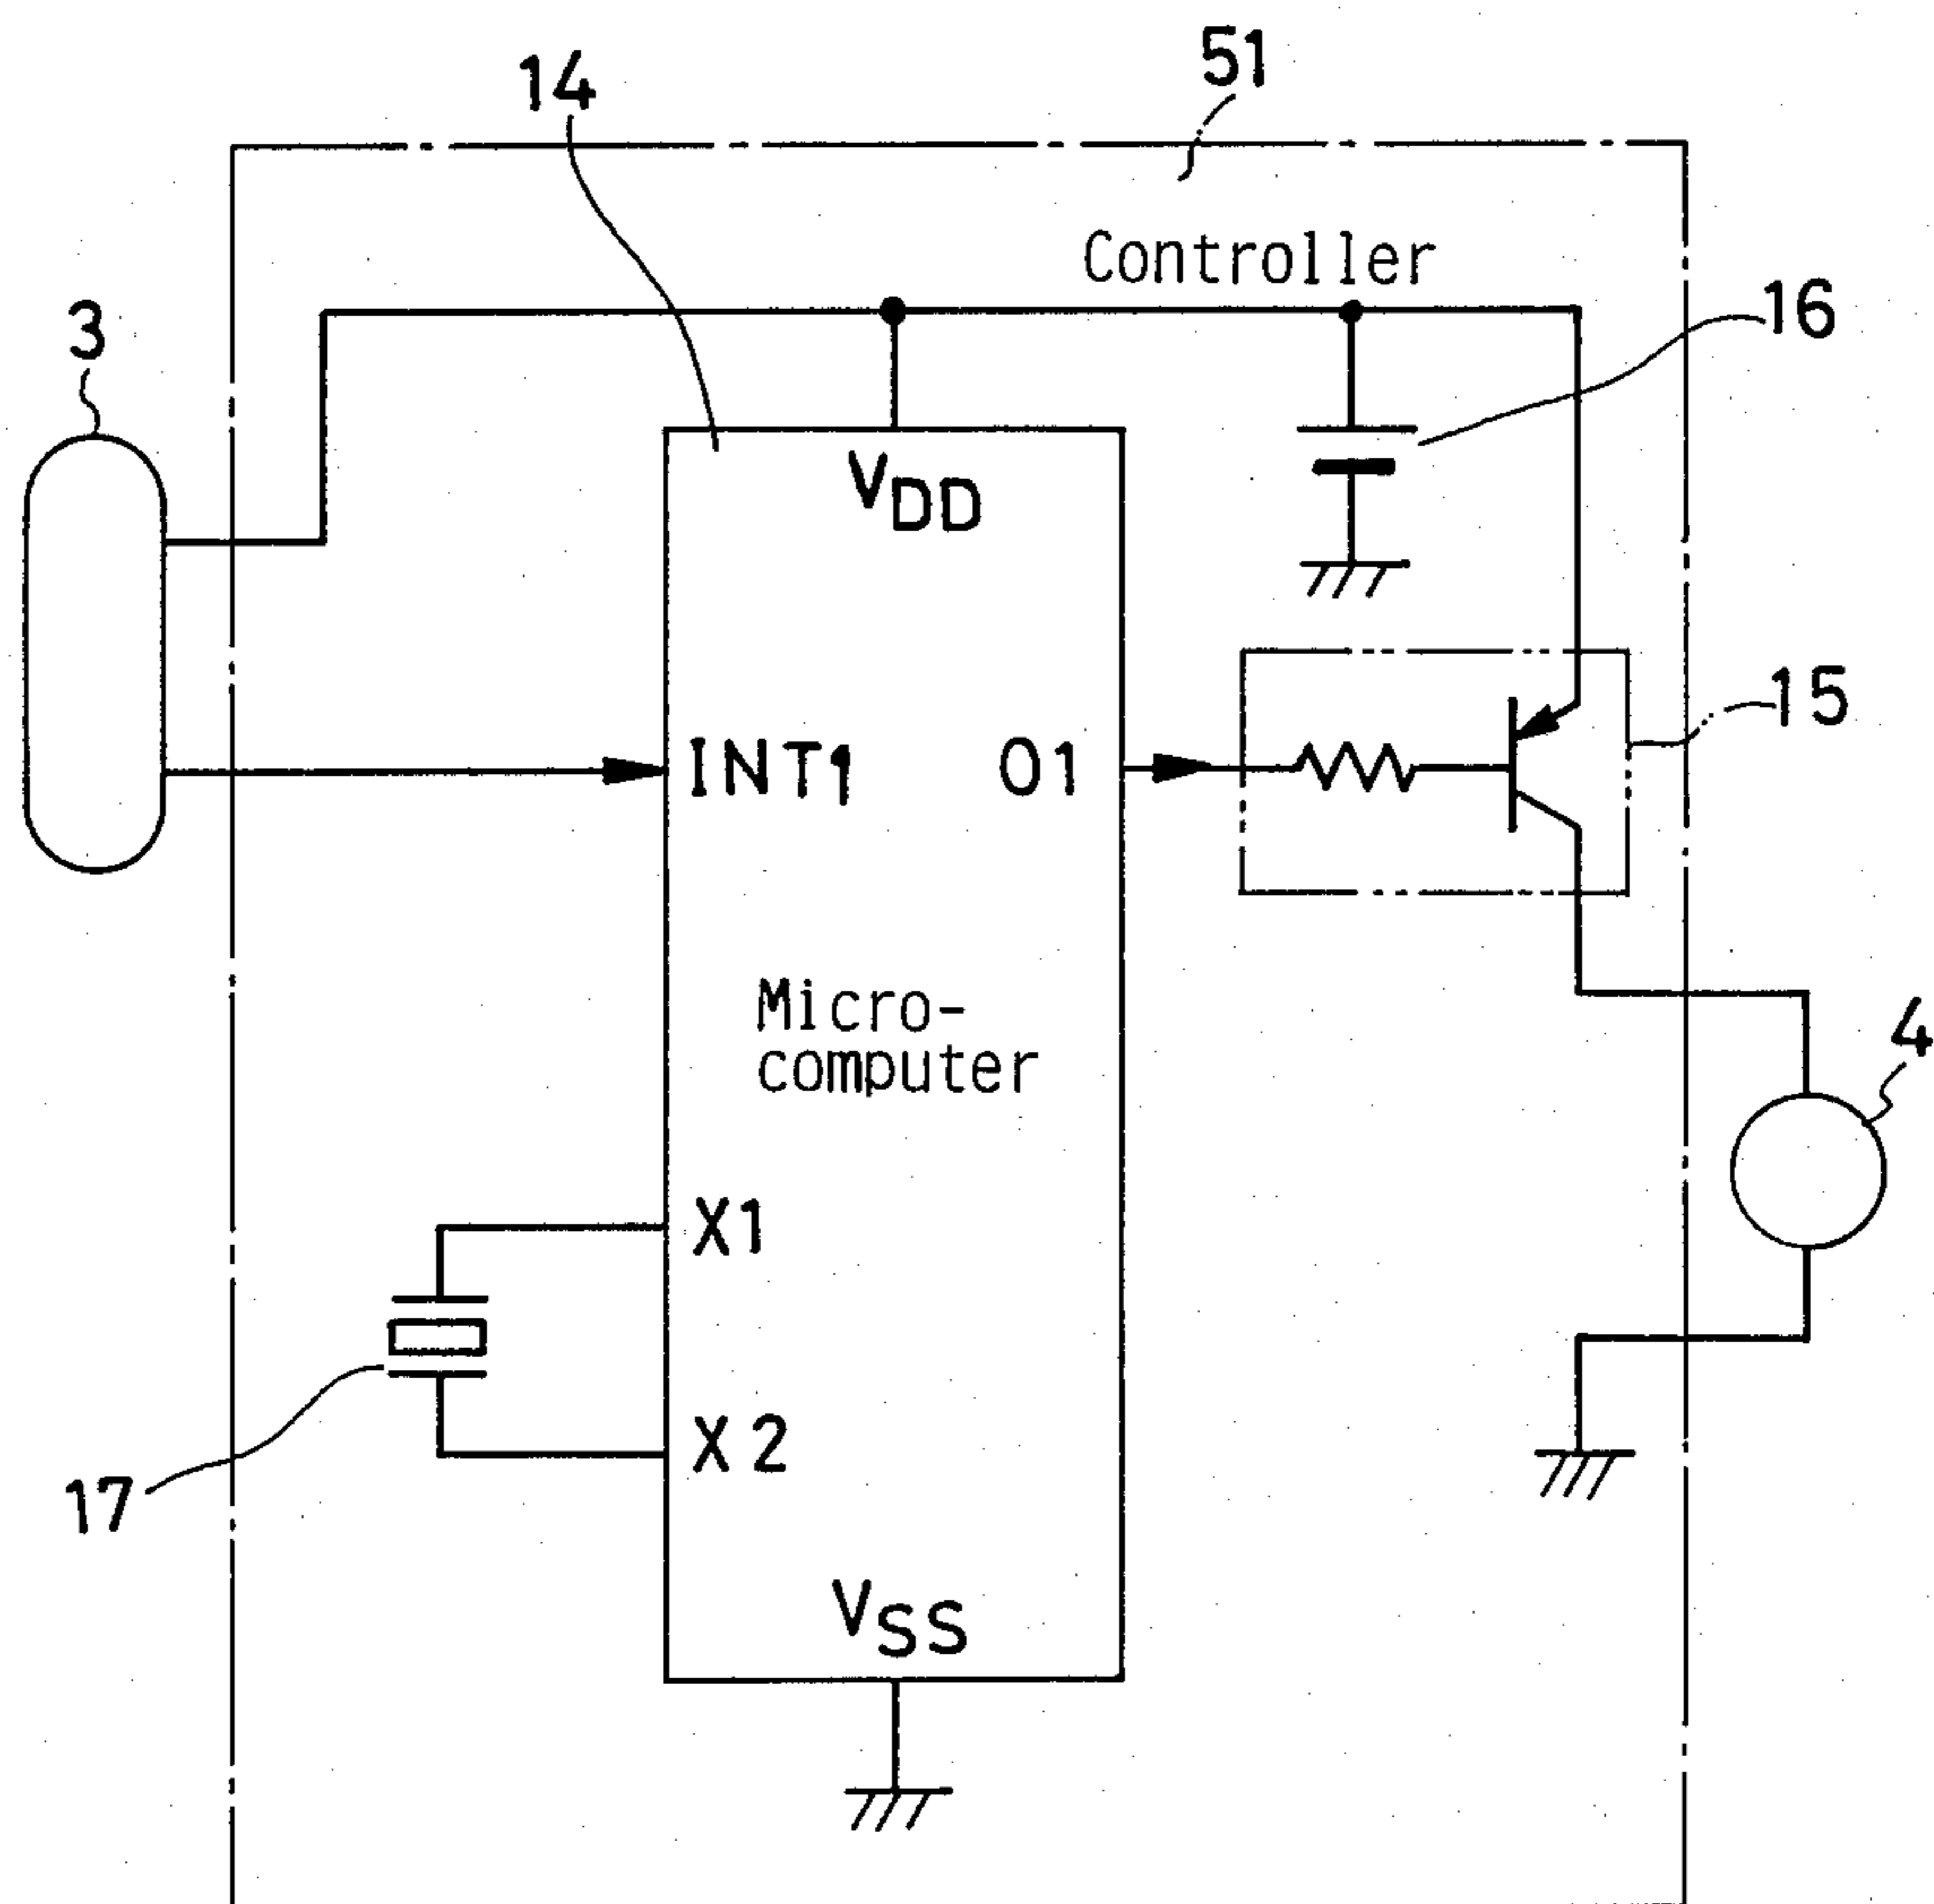 51
14
Controller
16
3
VDD
15
INT1
O1
Micro-
computer
4
X1
X2
17
VSS